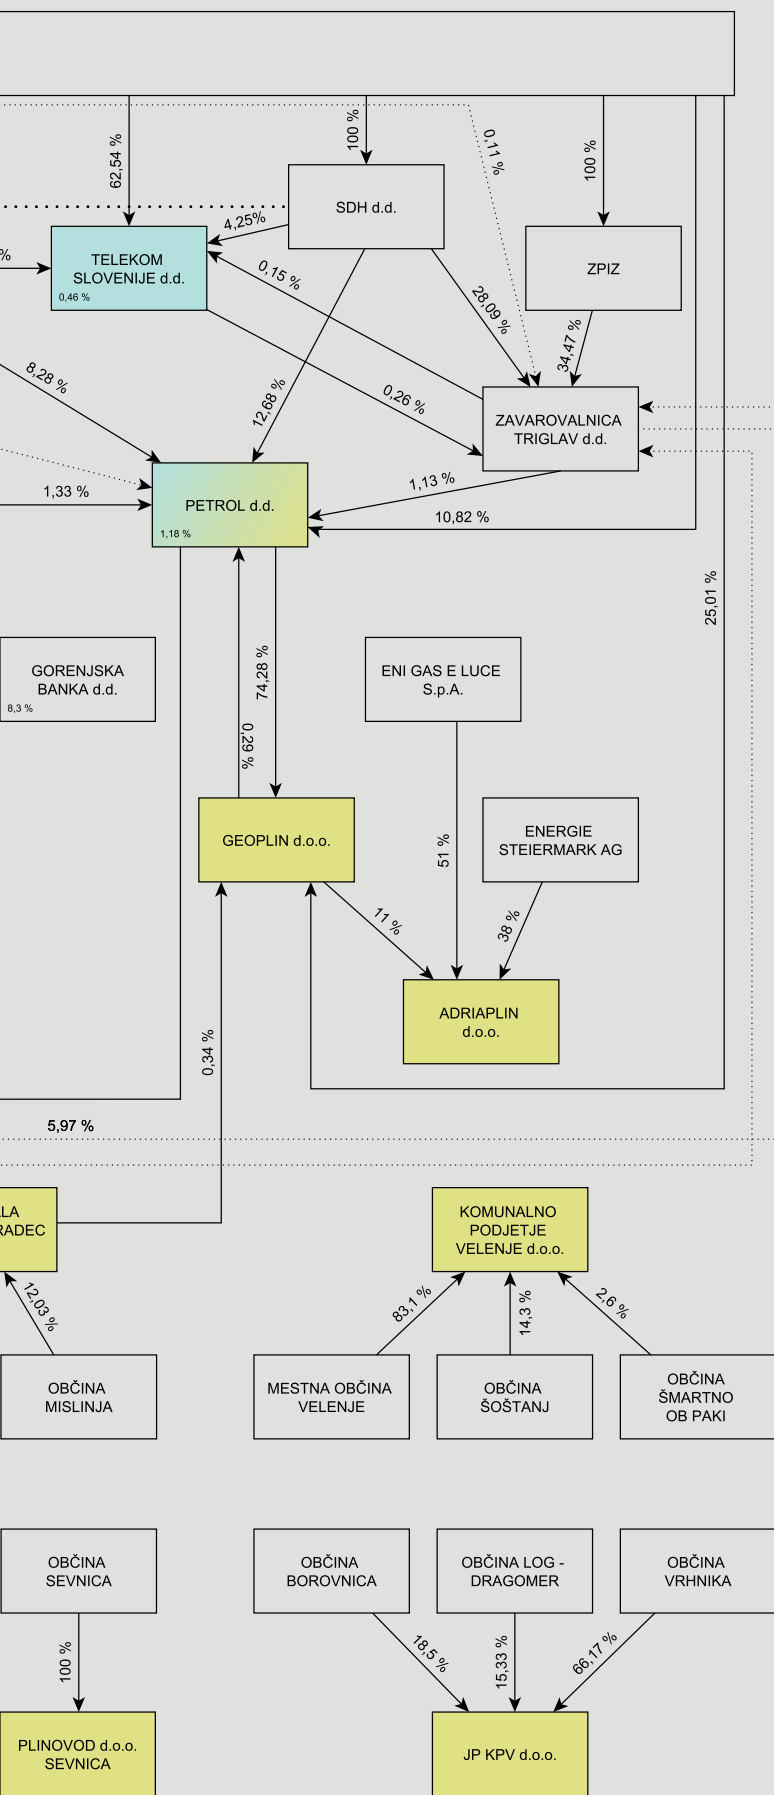 62,54 %
100 %
0,11 %
100 %
SDH d.d.
4,25%
%
TELEKOM
SLOVENIJE d.d.
0,46 %
0,15 %
28,09 %
ZPIZ
34,47 %
8,28 %
12,68 %
0,26 %
ZAVAROVALNICA
TRIGLAV d.d.
1,33 %
PETROL d.d.
1,18 %
1,13 %
10,82 %
25,01 %
GORENJSKA
BANKA d.d.
8,3 %
74,28 %
0,29 %
ENI GAS E LUCE
S.p.A.
GEOPLIN d.o.o.
51 %
ENERGIE
STEIERMARK AG
11 %
38 %
ADRIAPLIN
d.o.o.
0,34 %
5,97 %
LA
RADEC
KOMUNALNO
PODJETJE
VELENJE d.o.o.
12,03 %
83,1 %
14,3 %
2,6 %
OBČINA
MISLINJA
MESTNA OBČINA
VELENJE
OBČINA
ŠOŠTANJ
OBČINA
ŠMARTNO
OB PAKI
OBČINA
SEVNICA
OBČINA
BOROVNICA
OBČINA LOG -
DRAGOMER
OBČINA
VRHNIKA
100 %
18,5 %
15,33 %
66,17 %
PLINOVOD d.o.o.
SEVNICA
JP KPV d.o.o.